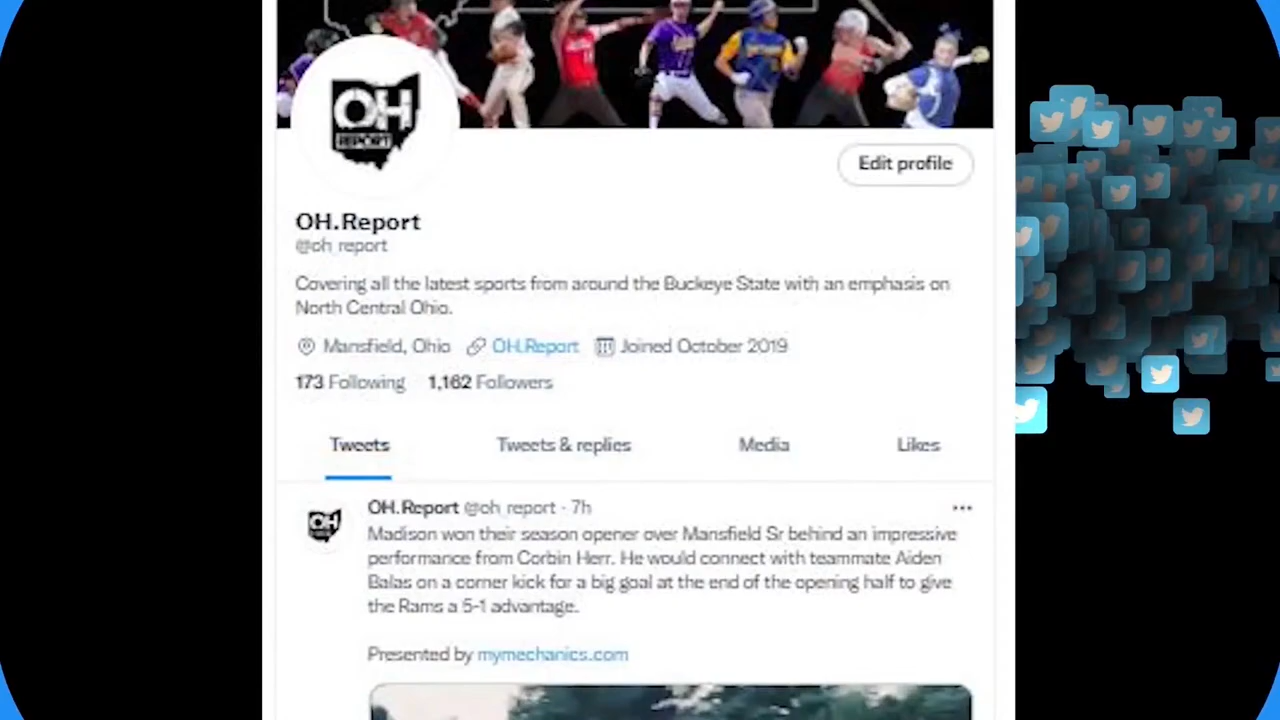 OH
REPORT
Edit profile
OH.Report
@oh_report
Covering all the latest sports from around the Buckeye State with an emphasis on
North Central Ohio.
Mansfield, Ohio OH.Report Joined October 2019
173 Following 1,162 Followers
Tweets Tweets & replies Media Likes
OH.Report @oh_report · 7h
Madison won their season opener over Mansfield Sr behind an impressive
performance from Corbin Herr. He would connect with teammate Aiden
Balas on a corner kick for a big goal at the end of the opening half to give
the Rams a 5-1 advantage.
Presented by mymechanics.com